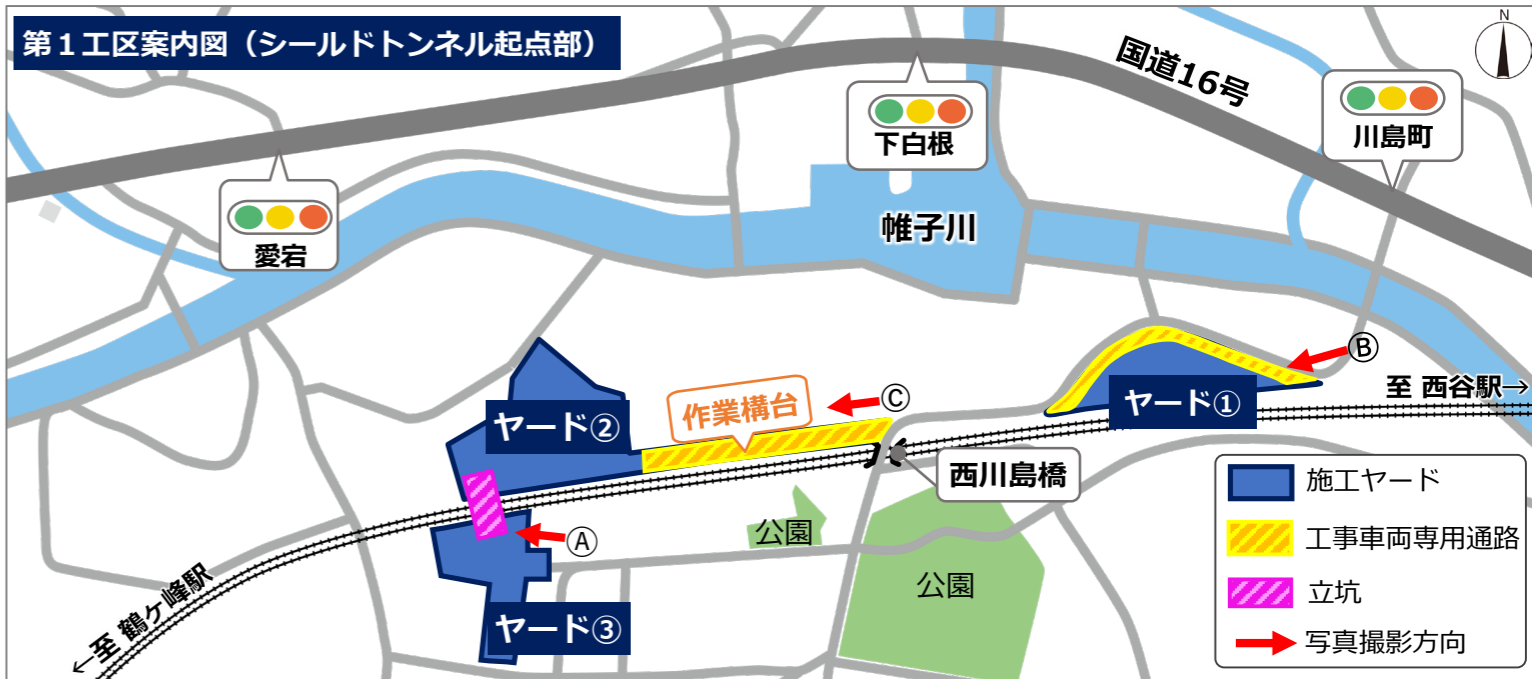 第1工区案内図（シールドトンネル起点部）
N
国道16号
下白根
川島町
愛宕
帷子川
Ⓑ
至 西谷駅→
ヤード①
Ⓒ
作業構台
ヤード②
西川島橋
公園
Ⓐ
公園
ヤード③
←至 鶴ヶ峰駅
施工ヤード
工事車両専用通路
立坑
写真撮影方向